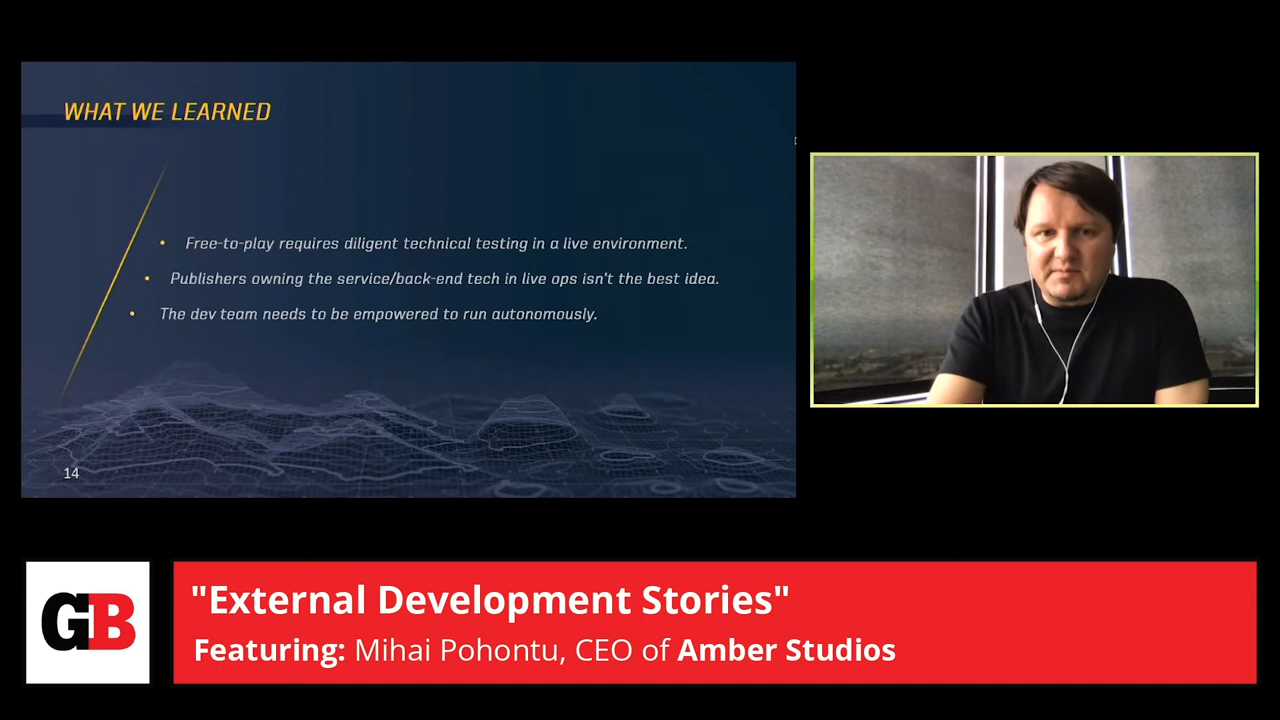 WHAT WE LEARNED
• Free-to-play requires diligent technical testing in a live environment.
• Publishers owning the service/back-end tech in live ops isn't the best idea.
• The dev team needs to be empowered to run autonomously.
14
GB
"External Development Stories"
Featuring: Mihai Pohontu, CEO of Amber Studios